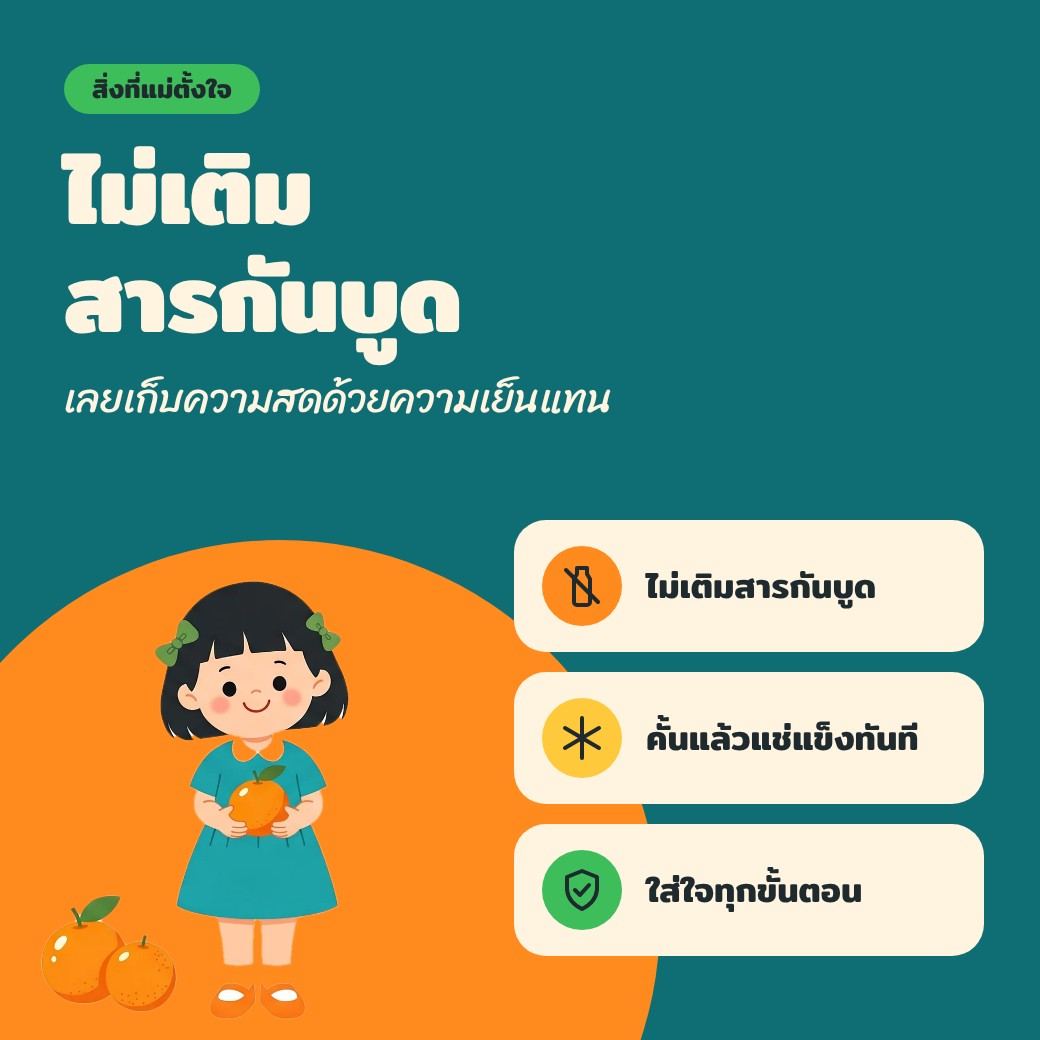 สิ่งที่แม่ตั้งใจ
ไม่เติม
สารกันบูด
เลยเก็บความสดด้วยความเย็นแทน
ไม่เติมสารกันบูด
คั้นแล้วแช่แข็งทันที
ใส่ใจทุกขั้นตอน